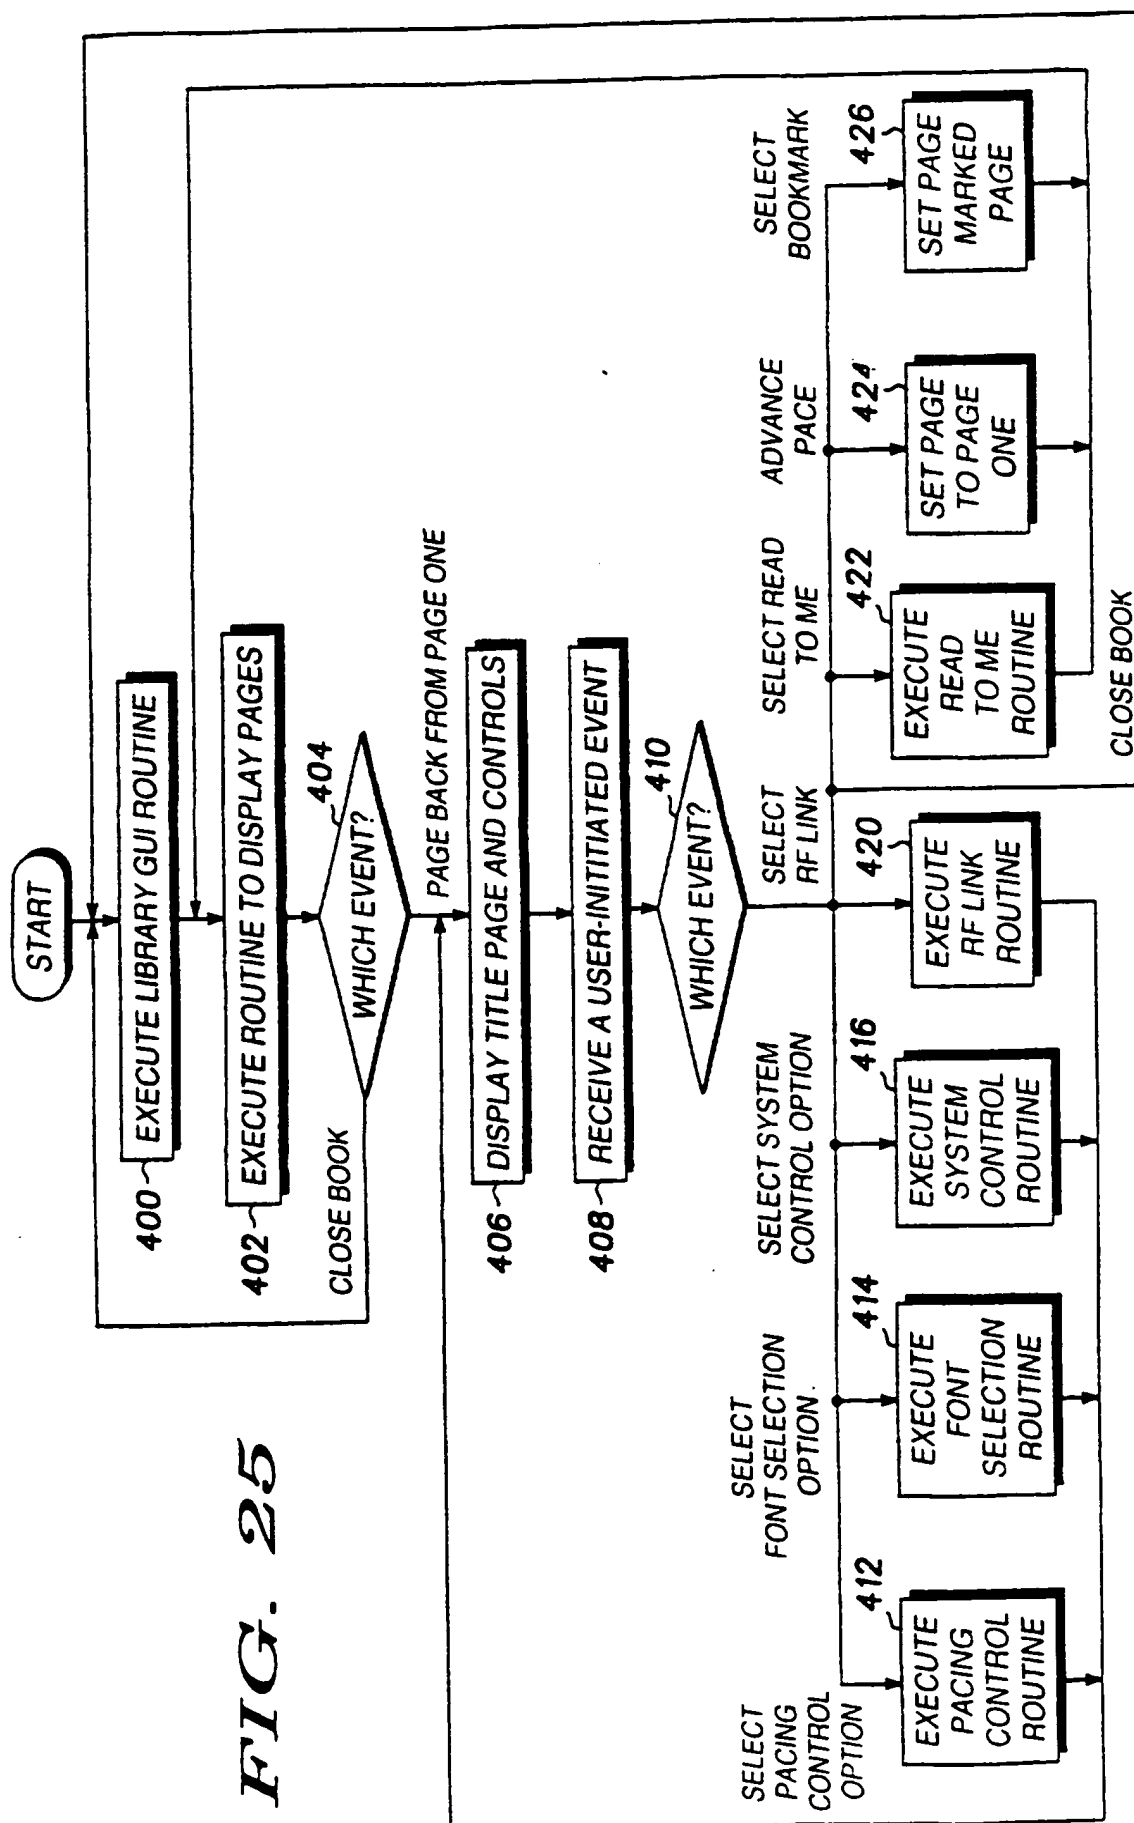 START
400
EXECUTE LIBRARY GUI ROUTINE
402
EXECUTE ROUTINE TO DISPLAY PAGES
404
WHICH EVENT?
CLOSE BOOK
PAGE BACK FROM PAGE ONE
406
DISPLAY TITLE PAGE AND CONTROLS
408
RECEIVE A USER-INITIATED EVENT
410
WHICH EVENT?
SELECT
PACING
CONTROL
OPTION
SELECT
FONT SELECTION
OPTION
SELECT SYSTEM
CONTROL OPTION
SELECT
RF LINK
SELECT READ
TO ME
ADVANCE
PACE
SELECT
BOOKMARK
412
EXECUTE
PACING
CONTROL
ROUTINE
414
EXECUTE
FONT
SELECTION
ROUTINE
416
EXECUTE
SYSTEM
CONTROL
ROUTINE
420
EXECUTE
RF LINK
ROUTINE
422
EXECUTE
READ
TO ME
ROUTINE
424
SET PAGE
TO PAGE
ONE
426
SET PAGE
MARKED
PAGE
CLOSE BOOK
FIG. 25